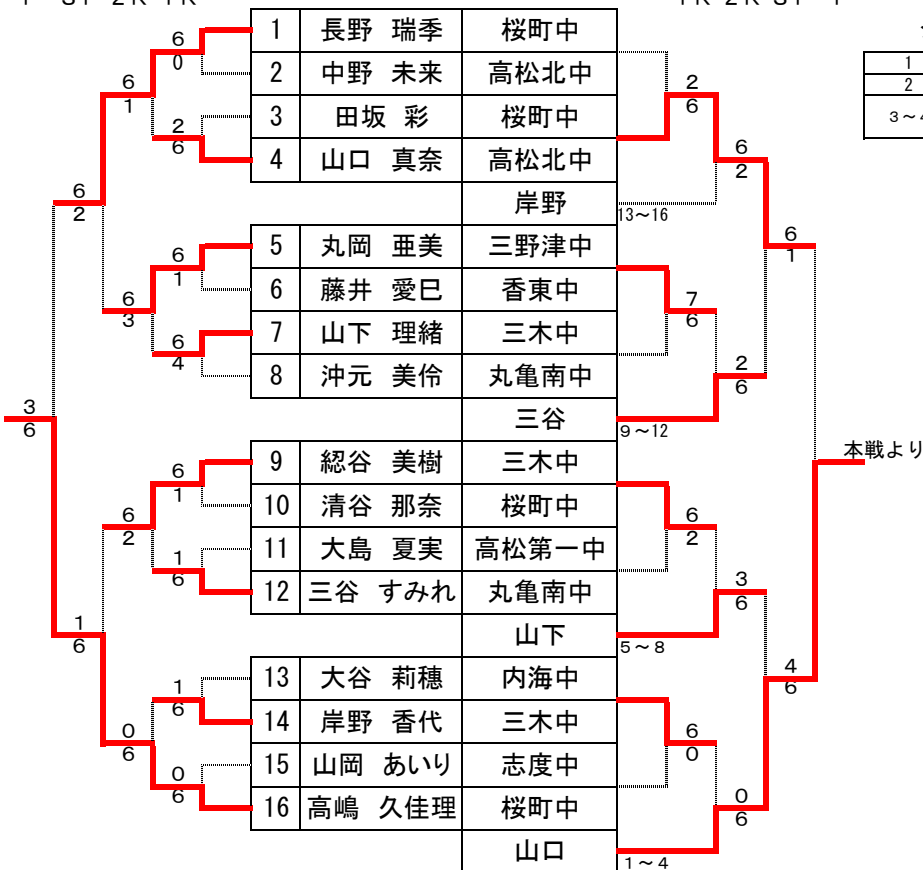 1 長野 瑞季 桜町中
2 中野 未来 高松北中
3 田坂 彩 桜町中
4 山口 真奈 高松北中
岸野 13～16
5 丸岡 亜美 三野津中
6 藤井 愛巳 香東中
7 山下 理緒 三木中
8 沖元 美伶 丸亀南中
三谷 9～12
9 総谷 美樹 三木中
10 清谷 那奈 桜町中
11 大島 夏実 高松第一中
12 三谷 すみれ 丸亀南中
山下 5～8
13 大谷 莉穂 内海中
14 岸野 香代 三木中
15 山岡 あいり 志度中
16 高嶋 久佳理 桜町中
山口 1～4
6
0
2
6
6
1
6
4
6
1
1
6
1
6
0
6
6
1
6
3
6
2
0
6
6
2
1
6
3
6
2
6
7
6
6
2
6
0
6
2
2
6
3
6
0
6
6
1
4
6
本戦より
1
2